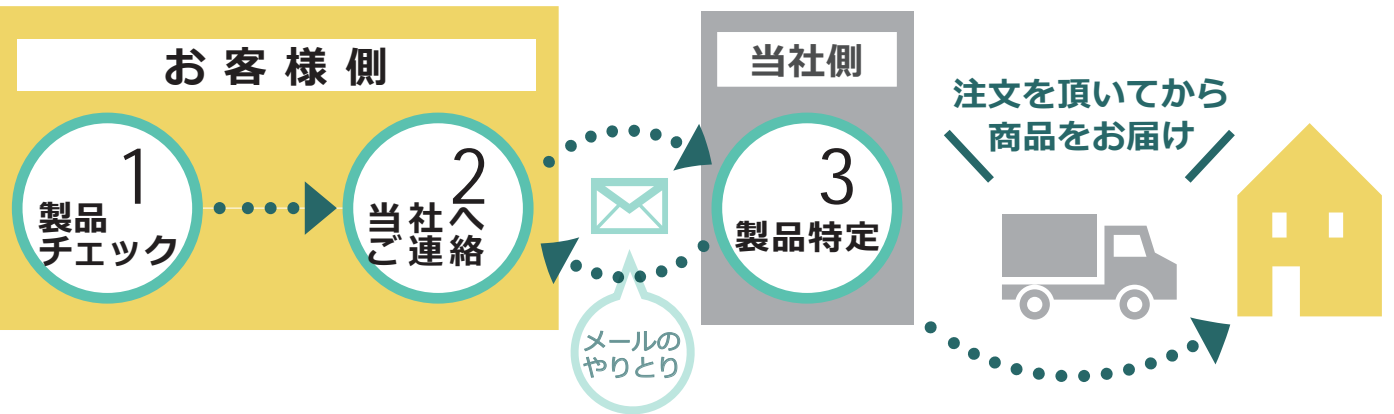 お客様側
1
製品
チェック
2
当社へ
ご連絡
メールの
やりとり
当社側
3
製品特定
注文を頂いてから
商品をお届け